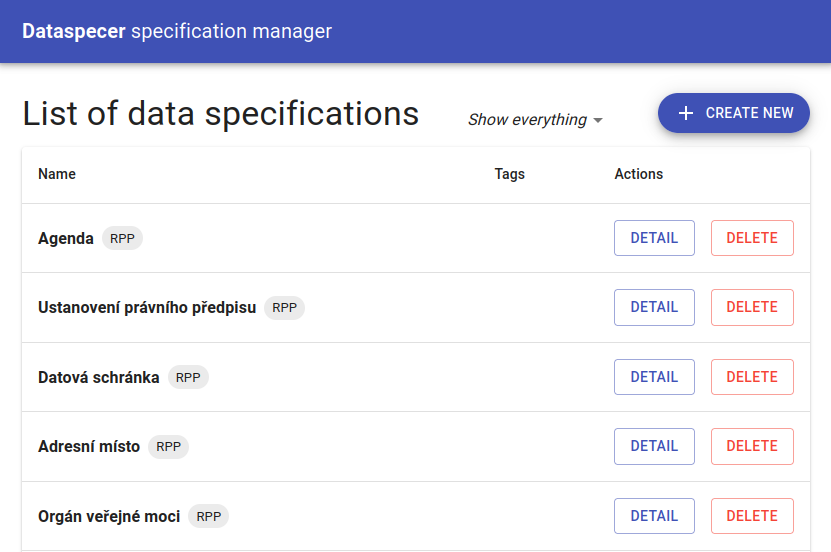 Dataspecer specification manager
List of data specifications Show everything CREATE NEW
Name Tags Actions
Agenda RPP DETAIL DELETE
Ustanovení právního předpisu RPP DETAIL DELETE
Datová schránka RPP DETAIL DELETE
Adresní místo RPP DETAIL DELETE
Orgán veřejné moci RPP DETAIL DELETE